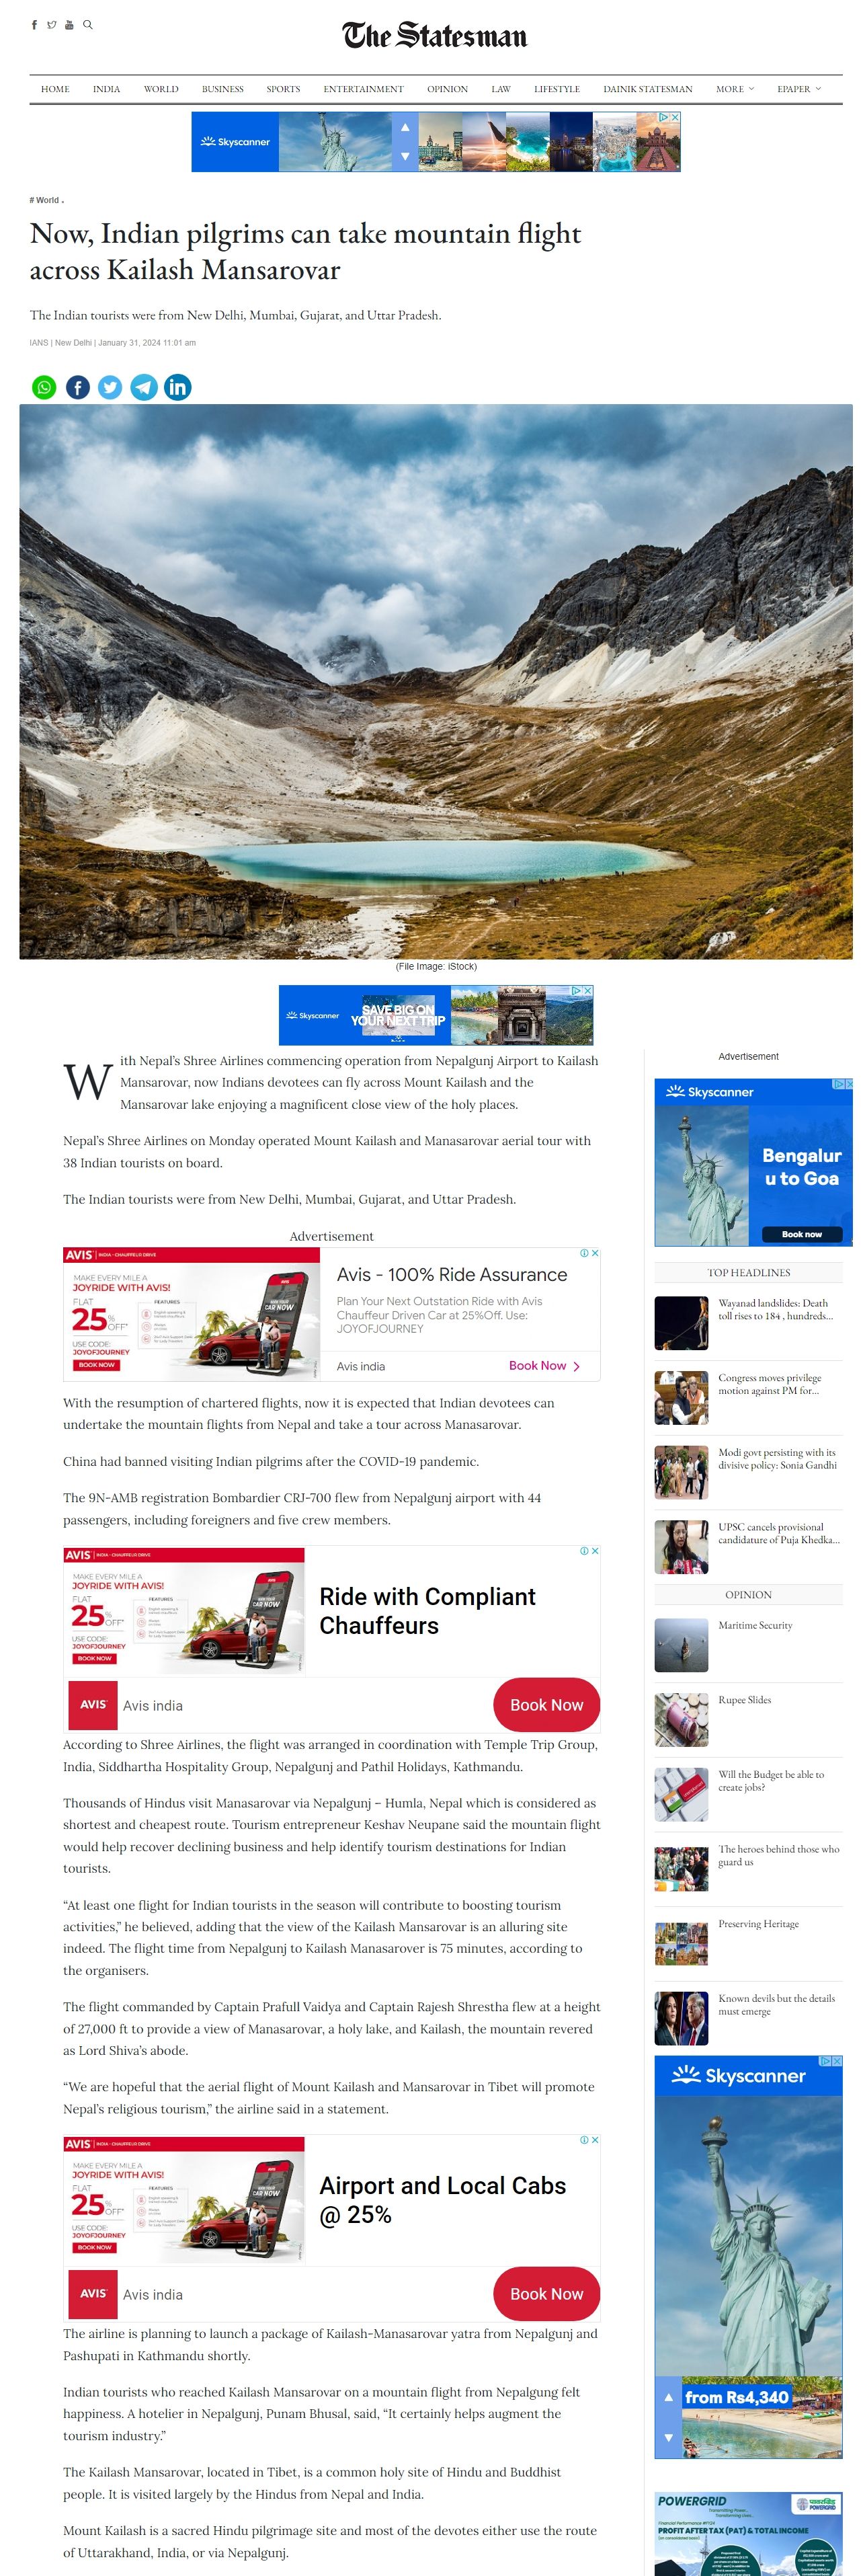 The Statesman
HOME INDIA WORLD BUSINESS SPORTS ENTERTAINMENT OPINION LAW LIFESTYLE DAINIK STATESMAN MORE EPAPER
Skyscanner
# World
Now, Indian pilgrims can take mountain flight
across Kailash Mansarovar
The Indian tourists were from New Delhi, Mumbai, Gujarat, and Uttar Pradesh.
IANS | New Delhi | January 31, 2024 11:01 am
(File Image: iStock)
Skyscanner
SAVE BIG ON
YOUR NEXT TRIP
With Nepal’s Shree Airlines commencing operation from Nepalgunj Airport to Kailash
Mansarovar, now Indians devotees can fly across Mount Kailash and the
Mansarovar lake enjoying a magnificent close view of the holy places.
Nepal’s Shree Airlines on Monday operated Mount Kailash and Manasarovar aerial tour with
38 Indian tourists on board.
The Indian tourists were from New Delhi, Mumbai, Gujarat, and Uttar Pradesh.
Advertisement
AVIS INDIA - CHAUFFEUR DRIVE
MAKE EVERY MILE A
JOYRIDE WITH AVIS!
FLAT
25%
OFF*
USE CODE:
JOYOFJOURNEY
BOOK NOW
FEATURES
CAR NOW
Avis - 100% Ride Assurance
Plan Your Next Outstation Ride with Avis
Chauffeur Driven Car at 25%Off. Use:
JOYOFJOURNEY
Avis india
Book Now
With the resumption of chartered flights, now it is expected that Indian devotees can
undertake the mountain flights from Nepal and take a tour across Manasarovar.
China had banned visiting Indian pilgrims after the COVID-19 pandemic.
The 9N-AMB registration Bombardier CRJ-700 flew from Nepalgunj airport with 44
passengers, including foreigners and five crew members.
AVIS INDIA - CHAUFFEUR DRIVE
MAKE EVERY MILE A
JOYRIDE WITH AVIS!
FLAT
25%
OFF*
USE CODE:
JOYOFJOURNEY
BOOK NOW
FEATURES
CAR NOW
Ride with Compliant
Chauffeurs
AVIS
Avis india
Book Now
According to Shree Airlines, the flight was arranged in coordination with Temple Trip Group,
India, Siddhartha Hospitality Group, Nepalgunj and Pathil Holidays, Kathmandu.
Thousands of Hindus visit Manasarovar via Nepalgunj – Humla, Nepal which is considered as
shortest and cheapest route. Tourism entrepreneur Keshav Neupane said the mountain flight
would help recover declining business and help identify tourism destinations for Indian
tourists.
“At least one flight for Indian tourists in the season will contribute to boosting tourism
activities,” he believed, adding that the view of the Kailash Mansarovar is an alluring site
indeed. The flight time from Nepalgunj to Kailash Manasarover is 75 minutes, according to
the organisers.
The flight commanded by Captain Prafull Vaidya and Captain Rajesh Shrestha flew at a height
of 27,000 ft to provide a view of Manasarovar, a holy lake, and Kailash, the mountain revered
as Lord Shiva’s abode.
“We are hopeful that the aerial flight of Mount Kailash and Mansarovar in Tibet will promote
Nepal’s religious tourism,” the airline said in a statement.
AVIS INDIA - CHAUFFEUR DRIVE
MAKE EVERY MILE A
JOYRIDE WITH AVIS!
FLAT
25%
OFF*
USE CODE:
JOYOFJOURNEY
BOOK NOW
FEATURES
CAR NOW
Airport and Local Cabs
@ 25%
AVIS
Avis india
Book Now
The airline is planning to launch a package of Kailash-Manasarovar yatra from Nepalgunj and
Pashupati in Kathmandu shortly.
Indian tourists who reached Kailash Mansarovar on a mountain flight from Nepalgung felt
happiness. A hotelier in Nepalgunj, Punam Bhusal, said, “It certainly helps augment the
tourism industry.”
The Kailash Mansarovar, located in Tibet, is a common holy site of Hindu and Buddhist
people. It is visited largely by the Hindus from Nepal and India.
Mount Kailash is a sacred Hindu pilgrimage site and most of the devotes either use the route
of Uttarakhand, India, or via Nepalgunj.
Advertisement
Skyscanner
Bengalur
u to Goa
Book now
TOP HEADLINES
Wayanad landslides: Death
toll rises to 184 , hundreds...
Congress moves privilege
motion against PM for...
Modi govt persisting with its
divisive policy: Sonia Gandhi
UPSC cancels provisional
candidature of Puja Khedka...
OPINION
Maritime Security
Rupee Slides
Will the Budget be able to
create jobs?
The heroes behind those who
guard us
Preserving Heritage
Known devils but the details
must emerge
Skyscanner
from Rs4,340
POWERGRID
Transmitting Power...
Transforming Lives...
पावरग्रिड
POWERGRID
PROFIT AFTER TAX (PAT) & TOTAL INCOME